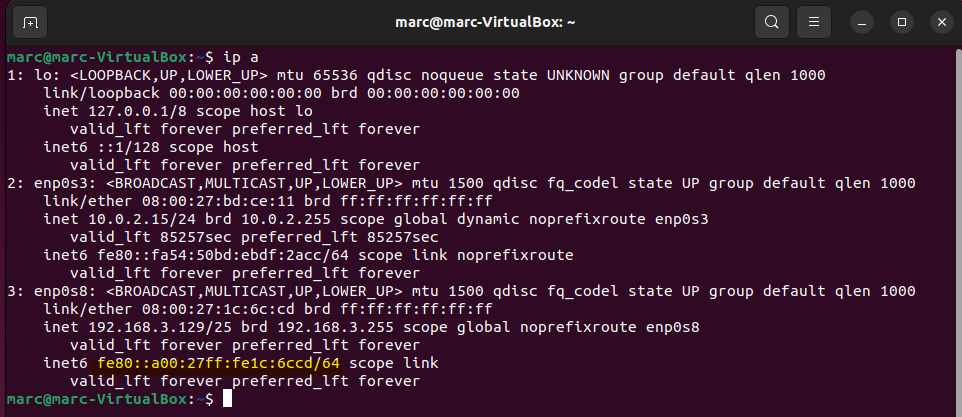 marc@marc-VirtualBox: ~
marc@marc-VirtualBox:~$ ip a
1: lo: <LOOPBACK,UP,LOWER_UP> mtu 65536 qdisc noqueue state UNKNOWN group default qlen 1000
    link/loopback 00:00:00:00:00:00 brd 00:00:00:00:00:00
    inet 127.0.0.1/8 scope host lo
       valid_lft forever preferred_lft forever
    inet6 ::1/128 scope host
       valid_lft forever preferred_lft forever
2: enp0s3: <BROADCAST,MULTICAST,UP,LOWER_UP> mtu 1500 qdisc fq_codel state UP group default qlen 1000
    link/ether 08:00:27:bd:ce:11 brd ff:ff:ff:ff:ff:ff
    inet 10.0.2.15/24 brd 10.0.2.255 scope global dynamic noprefixroute enp0s3
       valid_lft 85257sec preferred_lft 85257sec
    inet6 fe80::fa54:50bd:ebdf:2acc/64 scope link noprefixroute
       valid_lft forever preferred_lft forever
3: enp0s8: <BROADCAST,MULTICAST,UP,LOWER_UP> mtu 1500 qdisc fq_codel state UP group default qlen 1000
    link/ether 08:00:27:1c:6c:cd brd ff:ff:ff:ff:ff:ff
    inet 192.168.3.129/25 brd 192.168.3.255 scope global noprefixroute enp0s8
       valid_lft forever preferred_lft forever
    inet6 fe80::a00:27ff:fe1c:6ccd/64 scope link
       valid_lft forever preferred_lft forever
marc@marc-VirtualBox:~$